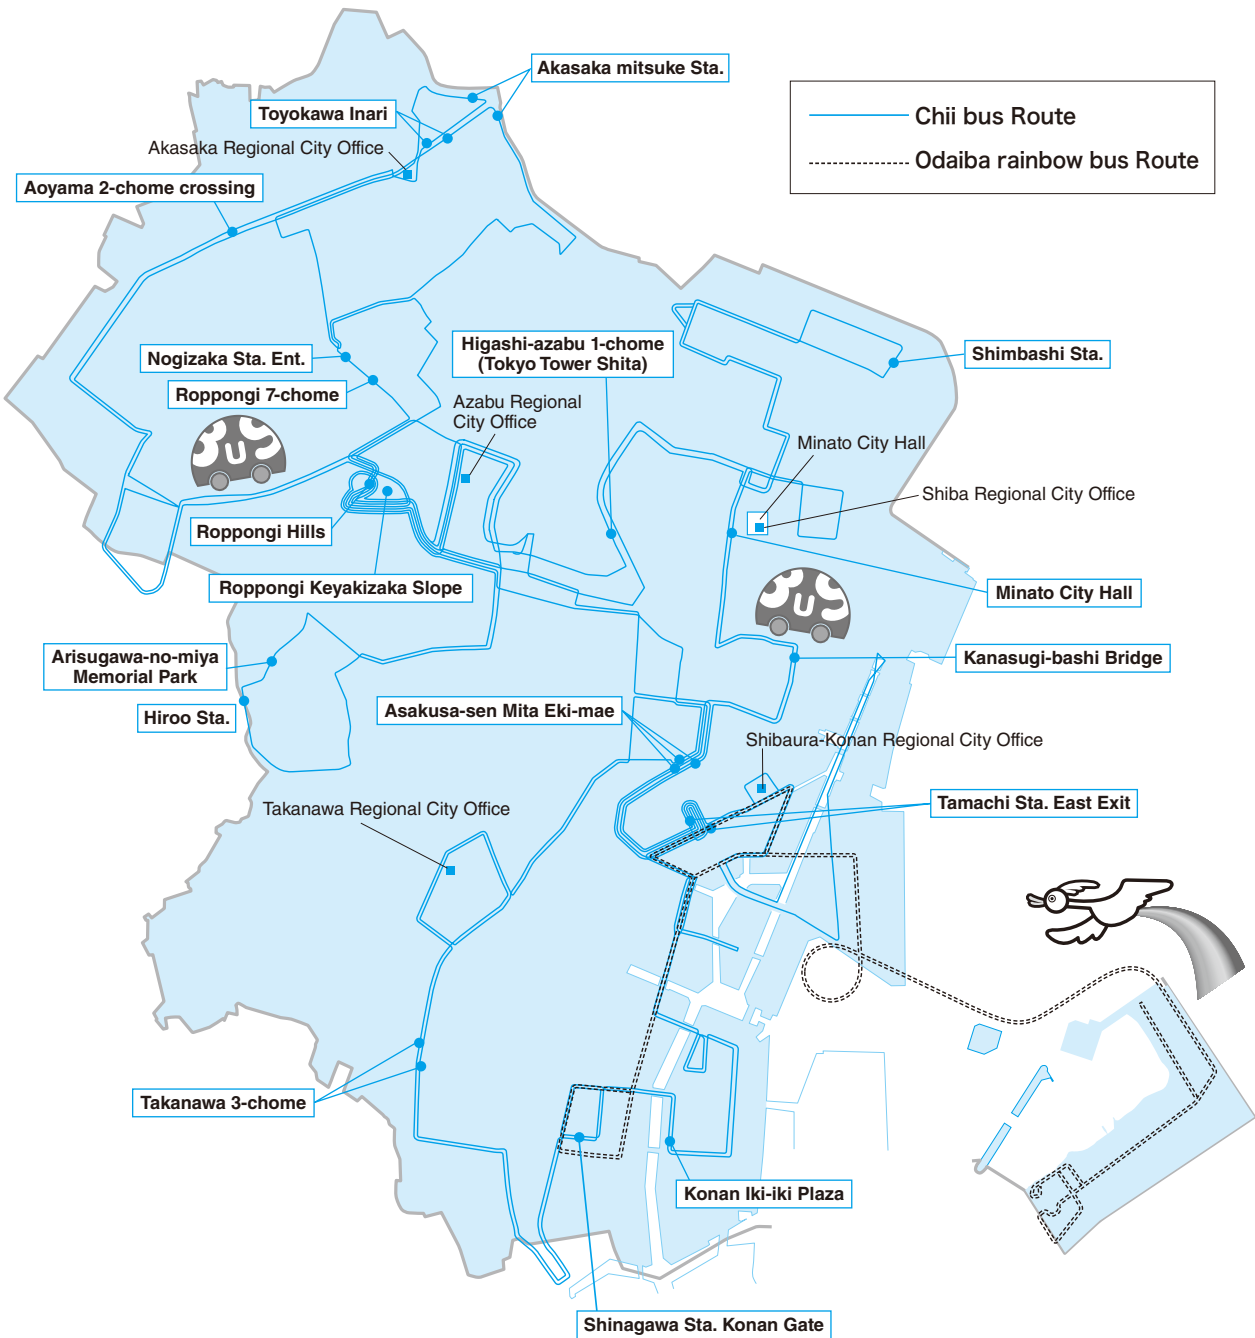 Akasaka mitsuke Sta.
Chii bus Route
Odaiba rainbow bus Route
Toyokawa Inari
Akasaka Regional City Office
Aoyama 2-chome crossing
Higashi-azabu 1-chome
(Tokyo Tower Shita)
Nogizaka Sta. Ent.
Shimbashi Sta.
Roppongi 7-chome
Azabu Regional
City Office
BUS
Minato City Hall
Shiba Regional City Office
Roppongi Hills
Roppongi Keyakizaka Slope
BUS
Minato City Hall
Arisugawa-no-miya
Memorial Park
Kanasugi-bashi Bridge
Hiroo Sta.
Asakusa-sen Mita Eki-mae
Shibaura-Konan Regional City Office
Takanawa Regional City Office
Tamachi Sta. East Exit
Takanawa 3-chome
Konan Iki-iki Plaza
Shinagawa Sta. Konan Gate